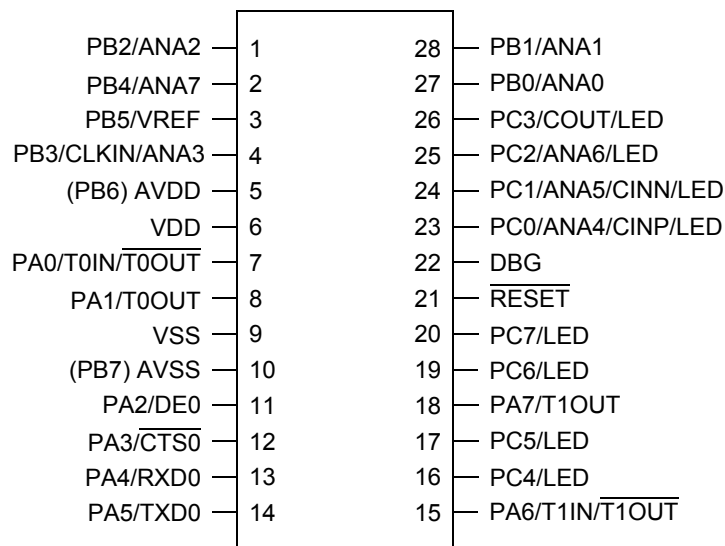 PB2/ANA2 1 28 PB1/ANA1
PB4/ANA7 2 27 PB0/ANA0
PB5/VREF 3 26 PC3/COUT/LED
PB3/CLKIN/ANA3 4 25 PC2/ANA6/LED
(PB6) AVDD 5 24 PC1/ANA5/CINN/LED
VDD 6 23 PC0/ANA4/CINP/LED
PA0/T0IN/T0OUT 7 22 DBG
PA1/T0OUT 8 21 RESET
VSS 9 20 PC7/LED
(PB7) AVSS 10 19 PC6/LED
PA2/DE0 11 18 PA7/T1OUT
PA3/CTS0 12 17 PC5/LED
PA4/RXD0 13 16 PC4/LED
PA5/TXD0 14 15 PA6/T1IN/T1OUT